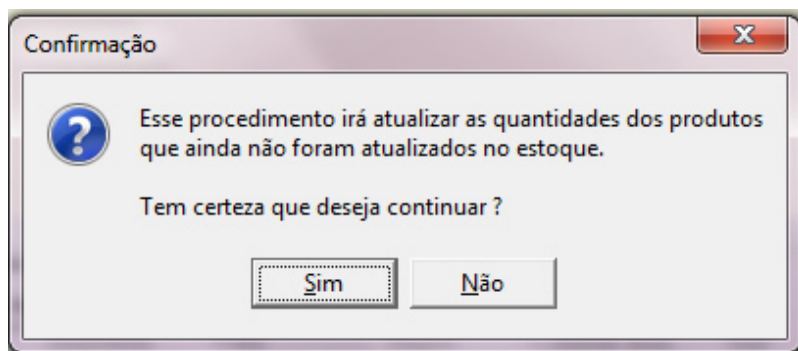 Confirmação
Esse procedimento irá atualizar as quantidades dos produtos
que ainda não foram atualizados no estoque.
Tem certeza que deseja continuar ?
Sim
Não